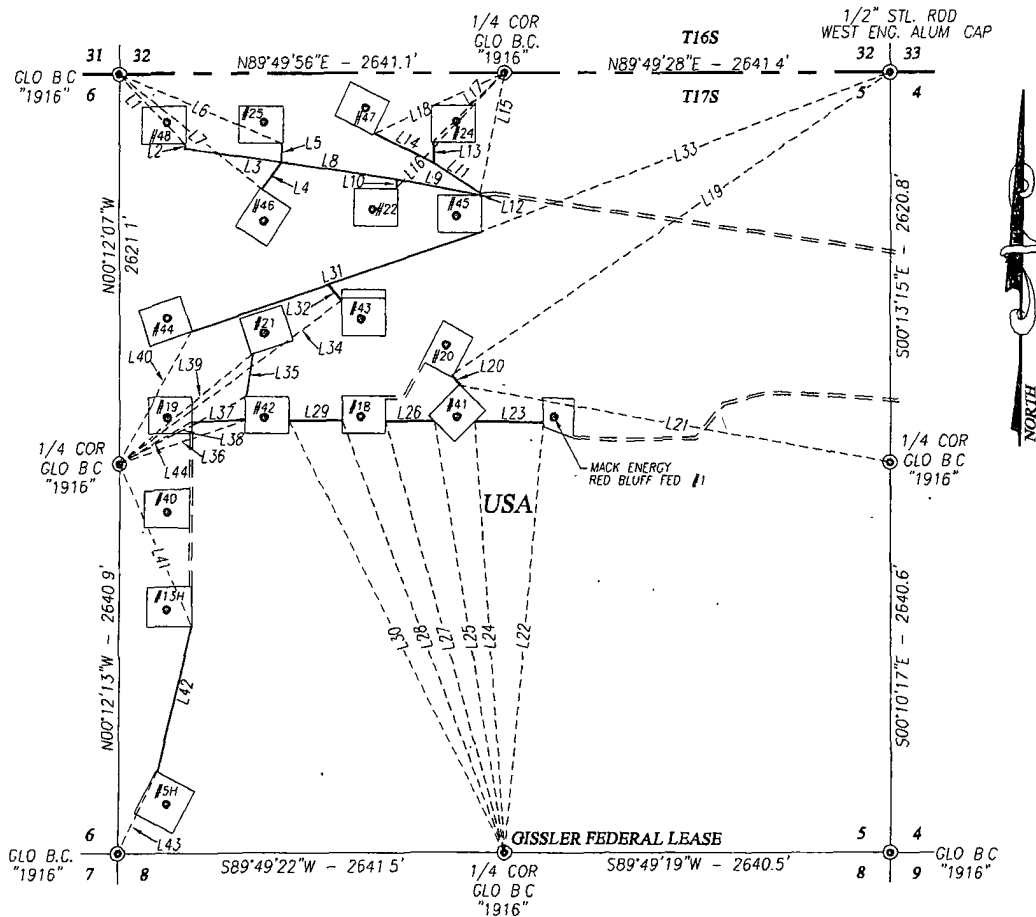 1/4 COR
GLO B.C.
"1916"
1/2" STL. RDD
WEST ENG. ALUM CAP
T16S
31 32
32 33
N89°49'56"E - 2641.1'
N89°49'28" E - 2641 4'
GLO B C
"1916"
6
T17S
5 4
L1
L6
L7
#25
#48
L2
L5
L3
L4
#46
L8
#47
L18
L17
#24
L15
L14
L13
L16
L11
L10
L9
L12
#22
#45
L33
L19
N00°12'07"W
2621 1'
S00°13'15"E - 2620.8'
L31
L32
#43
#44
#21
L34
L40
L39
L35
#20
L20
#19
L37
#42
L29
#18
L26
#41
L23
L21
L38
L36
L44
1/4 COR
GLO B C
"1916"
1/4 COR
GLO B C
"1916"
MACK ENERGY
RED BLUFF FED #1
NORTH
USA
#40
L41
#13H
L42
L30
L28
L27
L25
L24
L22
N00°12'13"W - 2640.9'
S00°10'17"E - 2640.6'
#5H
L43
GISSLER FEDERAL LEASE
6
5 4
GLO B.C.
"1916"
7 8
S89°49'22"W - 2641.5'
1/4 COR
GLO B C
"1916"
S89°49'19"W - 2640.5'
8 9
GLO B C
"1916"